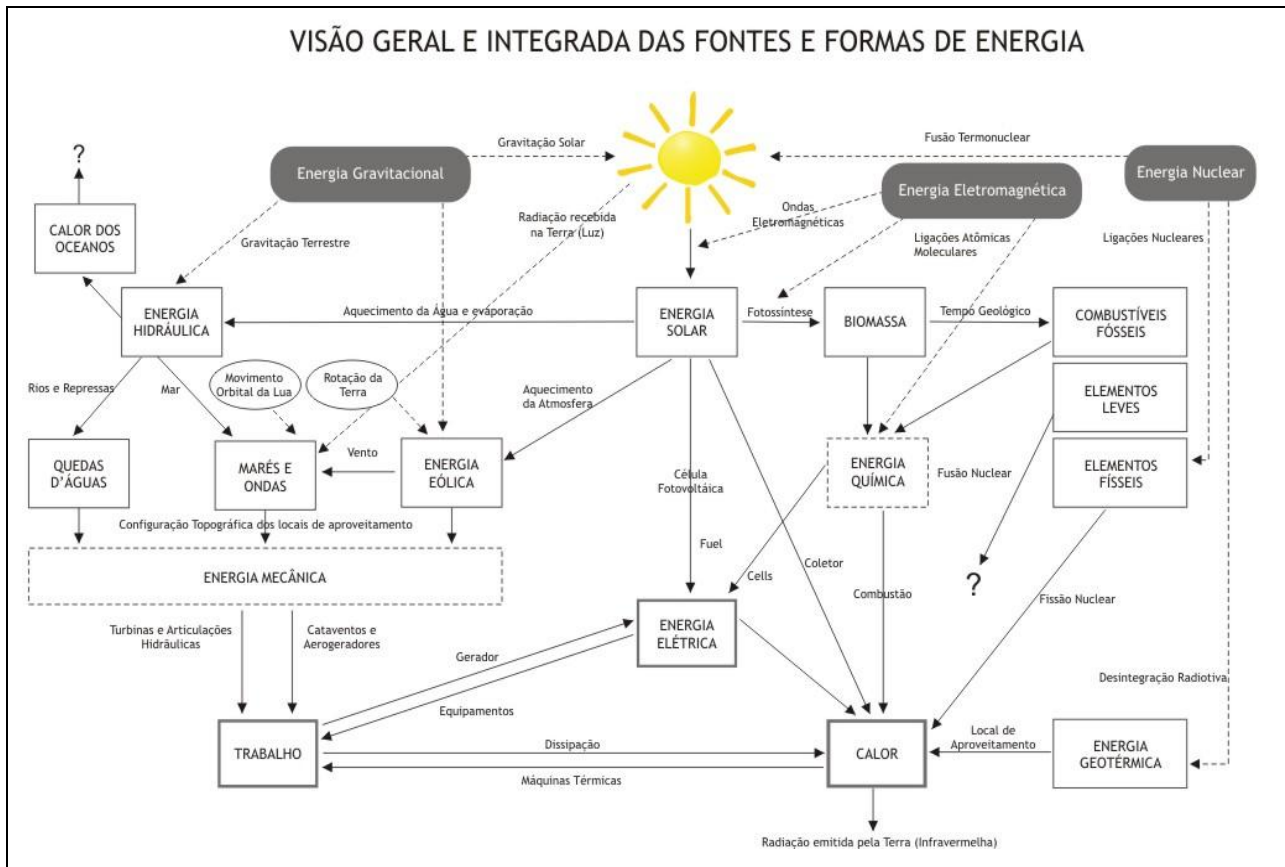 VISÃO GERAL E INTEGRADA DAS FONTES E FORMAS DE ENERGIA
Gravitação Solar
Fusão Termonuclear
?
Energia Gravitacional
Energia Eletromagnética
Energia Nuclear
CALOR DOS
OCEANOS
Radiação recebida
na Terra (Luz)
Ondas
Eletromagnéticas
Gravitação Terrestre
Ligações Atômicas
Moleculares
Ligações Nucleares
ENERGIA
HIDRÁULICA
Aquecimento da Água e evaporação
ENERGIA
SOLAR
Fotossíntese
BIOMASSA
Tempo Geológico
COMBUSTÍVEIS
FÓSSEIS
Rios e Repressas
Mar
Movimento
Orbital da Lua
Rotação da
Terra
Aquecimento
da Atmosfera
ELEMENTOS
LEVES
QUEDAS
D'ÁGUAS
MARÉS E
ONDAS
Vento
ENERGIA
EÓLICA
Célula
Fotovoltáica
ENERGIA
QUÍMICA
Fusão Nuclear
ELEMENTOS
FÍSSEIS
Configuração Topográfica dos locais de aproveitamento
ENERGIA MECÂNICA
Fuel
Cells
Coletor
Combustão
?
Fissão Nuclear
Turbinas e Articulações
Hidráulicas
Cataventos e
Aerogeradores
ENERGIA
ELÉTRICA
Gerador
Equipamentos
Desintegração Radiotiva
TRABALHO
Dissipação
Máquinas Térmicas
CALOR
Local de
Aproveitamento
ENERGIA
GEOTÉRMICA
Radiação emitida pela Terra (Infravermelha)